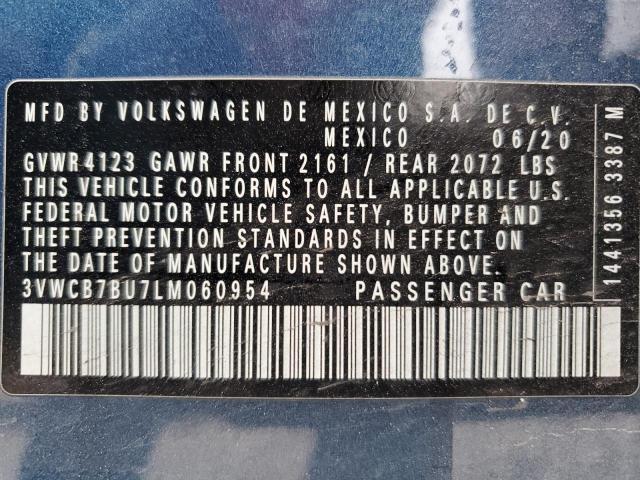 MFD BY VOLKSWAGEN DE MEXICO S.A. DE C.V.
MEXICO 06/20
GVWR 4123 GAWR FRONT 2161 / REAR 2072 LBS
THIS VEHICLE CONFORMS TO ALL APPLICABLE U.S.
FEDERAL MOTOR VEHICLE SAFETY, BUMPER AND
THEFT PREVENTION STANDARDS IN EFFECT ON
THE DATE OF MANUFACTURE SHOWN ABOVE.
3VWCB7BU7LM060954 PASSENGER CAR
1441356 3387 M